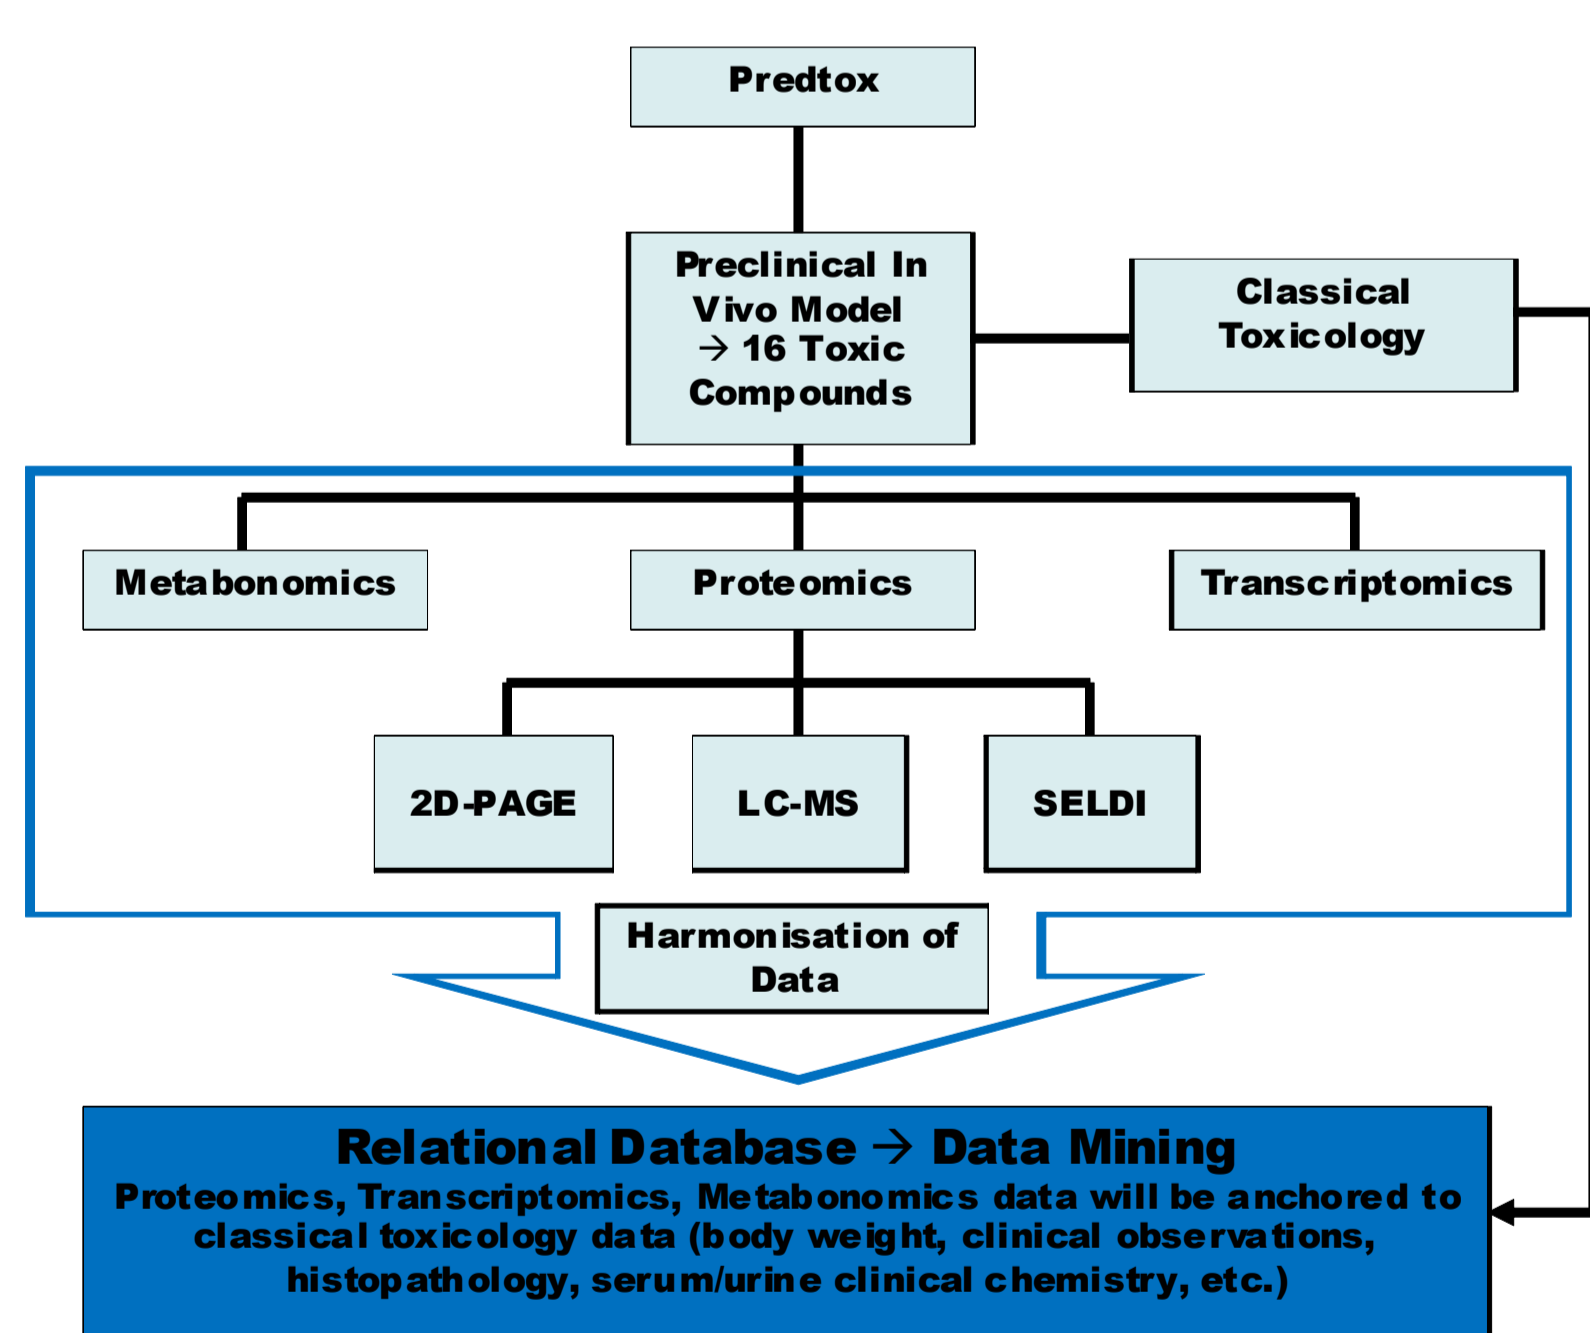 Predtox
Preclinical In
Vivo Model
→ 16 Toxic
Compounds
Classical
Toxicology
Metabonomics
Proteomics
Transcriptomics
2D-PAGE
LC-MS
SELDI
Harmonisation of
Data
Relational Database → Data Mining
Proteomics, Transcriptomics, Metabonomics data will be anchored to
classical toxicology data (body weight, clinical observations,
histopathology, serum/urine clinical chemistry, etc.)